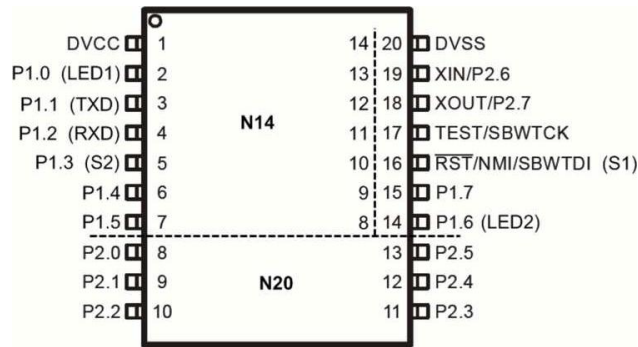 DVCC 1 14 20 DVSS
P1.0 (LED1) 2 13 19 XIN/P2.6
P1.1 (TXD) 3 12 18 XOUT/P2.7
N14
P1.2 (RXD) 4 11 17 TEST/SBWTCK
P1.3 (S2) 5 10 16 RST/NMI/SBWTDI (S1)
P1.4 6 9 15 P1.7
P1.5 7 8 14 P1.6 (LED2)
P2.0 8 13 P2.5
P2.1 9 N20 12 P2.4
P2.2 10 11 P2.3